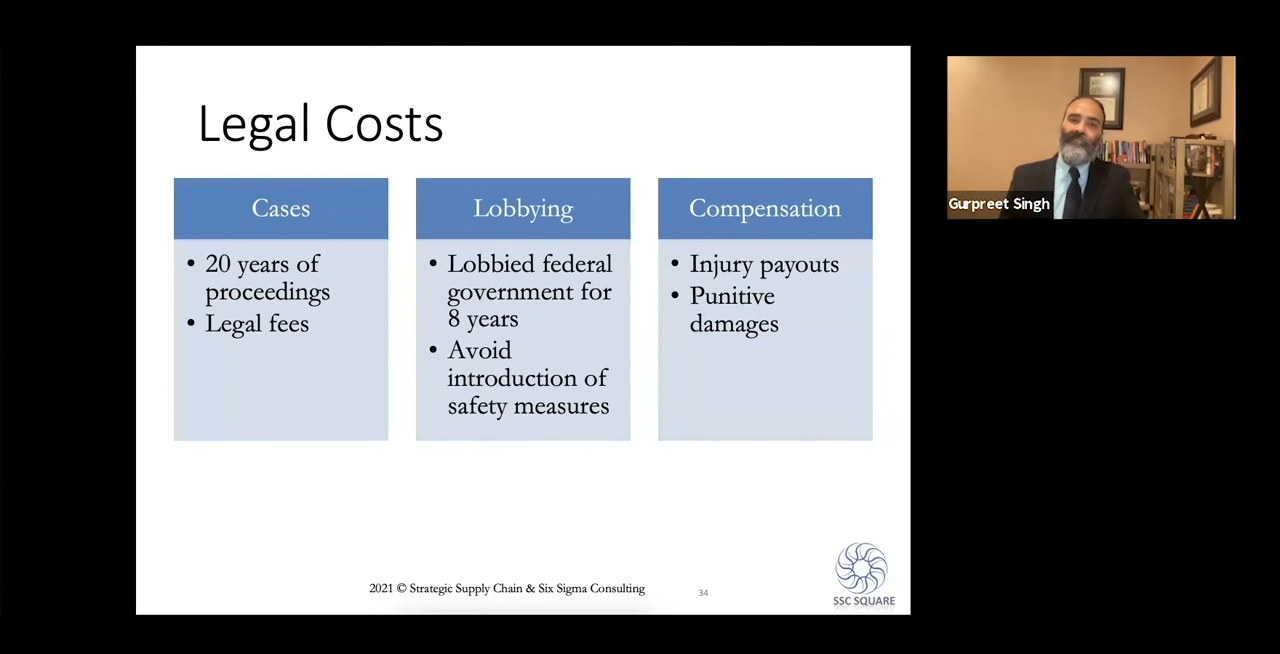 Legal Costs
Cases
• 20 years of
proceedings
• Legal fees
Lobbying
• Lobbied federal
government for
8 years
• Avoid
introduction of
safety measures
Compensation
• Injury payouts
• Punitive
damages
2021 © Strategic Supply Chain & Six Sigma Consulting
34
SSC SQUARE
Gurpreet Singh